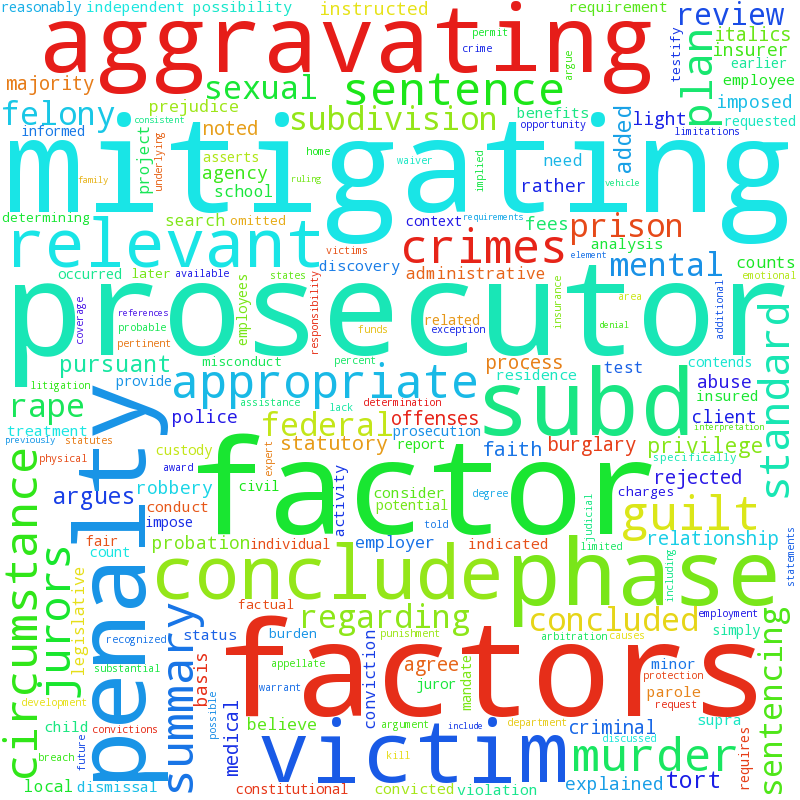 reasonably independent possibility instructed requirement review
aggravating
permit
crime
argue
testify
italics
insurer
earlier
employee
plan
majority
sexual
sentence
felony
prejudice
benefits
imposed
informed
consistent
noted
subdivision
opportunity
added
light
limitations
requested
mitigating
project
underlying
asserts
agency
school
home
family
ruling
waiver
implied
need
rather
vehicle
determining
search
omitted
context
requirements
fees
prison
relevant
victims
crimes
analysis
element
mental
counts
occurred
later
available
discovery
administrative
states
emotional
prosecutor
coverage
references
probable
pertinent
employees
responsibility
funds
related
exception
insurance
area
denial
additional
standard
pursuant
misconduct
percent
process
residence
test
contends
litigation
provide
appropriate
subd
abuse
insured
rape
assistance
lack
determination
offenses
client
police
federal
prosecution
interpretation
treatment
previously
statutes
statutory
report
faith
burglary
privilege
physical
custody
expert
specifically
penalty
award
civil
factor
rejected
argues
robbery
activity
consider
degree
charges
conduct
potential
guilt
impose
told
judicial
limited
circumstance
jurors
fair
count
probation
individual
employer
indicated
relationship
conclude
phase
including
statements
legislative
factual
regarding
concluded
employment
recognized
status
burden
punishment
arbitration
causes
simply
sentencing
summary
substantial
basis
appellate
conviction
agree
juror
mandate
minor
protection
parole
request
warrant
factors
development
possible
child
convictions
medical
believe
argument
include
department
criminal
discussed
supra
requires
breach
future
victim
kill
murder
local
dismissal
constitutional
convicted
violation
explained
tort